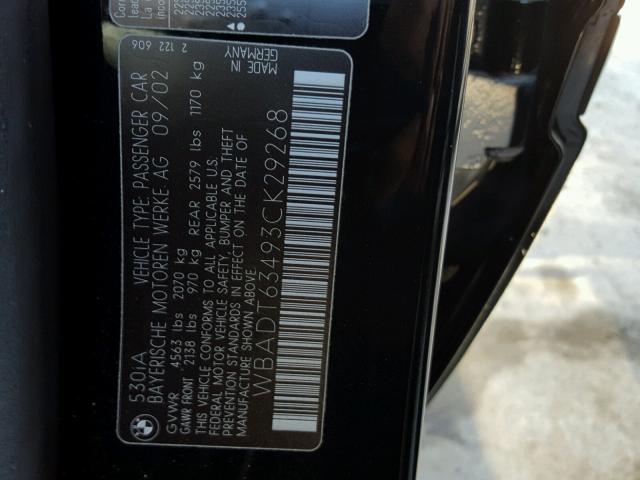 530iA VEHICLE TYPE: PASSENGER CAR 2 122 606
BAYERISCHE MOTOREN WERKE AG 09/02
GVWR 4563 lbs 2070 kg
GAWR FRONT 2138 lbs 970 kg REAR 2579 lbs 1170 kg
THIS VEHICLE CONFORMS TO ALL APPLICABLE U.S.
FEDERAL MOTOR VEHICLE SAFETY, BUMPER AND THEFT
PREVENTION STANDARDS IN EFFECT ON THE DATE OF
MANUFACTURE SHOWN ABOVE.
MADE IN
GERMANY
WBADT63493CK29268